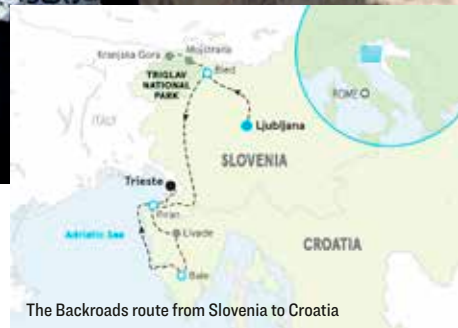 Kranjska Gora
Mojstrana
Bled
TRIGLAV
NATIONAL
PARK
ITALY
Ljubljana
ROME
SLOVENIA
Trieste
Piran
Adriatic Sea
Livade
CROATIA
Bale
The Backroads route from Slovenia to Croatia